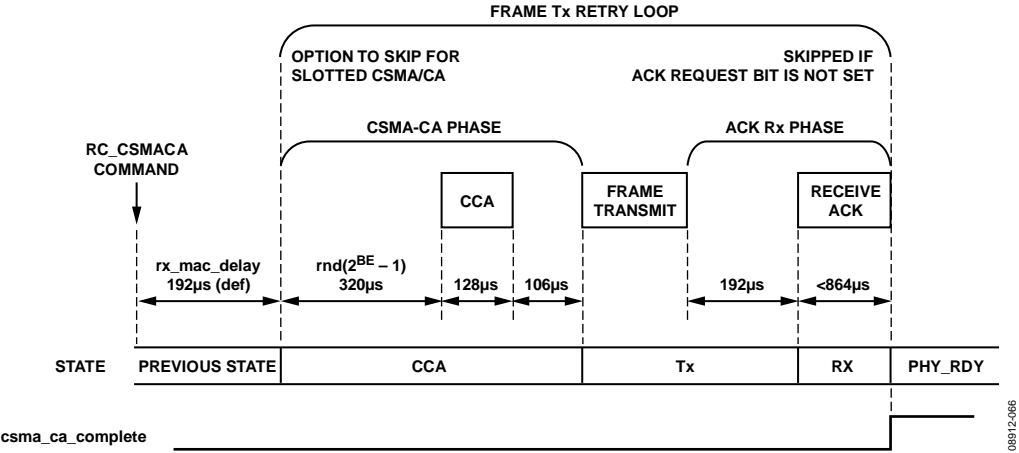 FRAME Tx RETRY LOOP
OPTION TO SKIP FOR
SLOTTED CSMA/CA
SKIPPED IF
ACK REQUEST BIT IS NOT SET
CSMA-CA PHASE
ACK Rx PHASE
RC_CSMACA
COMMAND
CCA
FRAME
TRANSMIT
RECEIVE
ACK
rx_mac_delay
192µs (def)
rnd(2^BE – 1)
320µs
128µs
106µs
192µs
<864µs
STATE
PREVIOUS STATE
CCA
Tx
RX
PHY_RDY
csma_ca_complete
08912-066